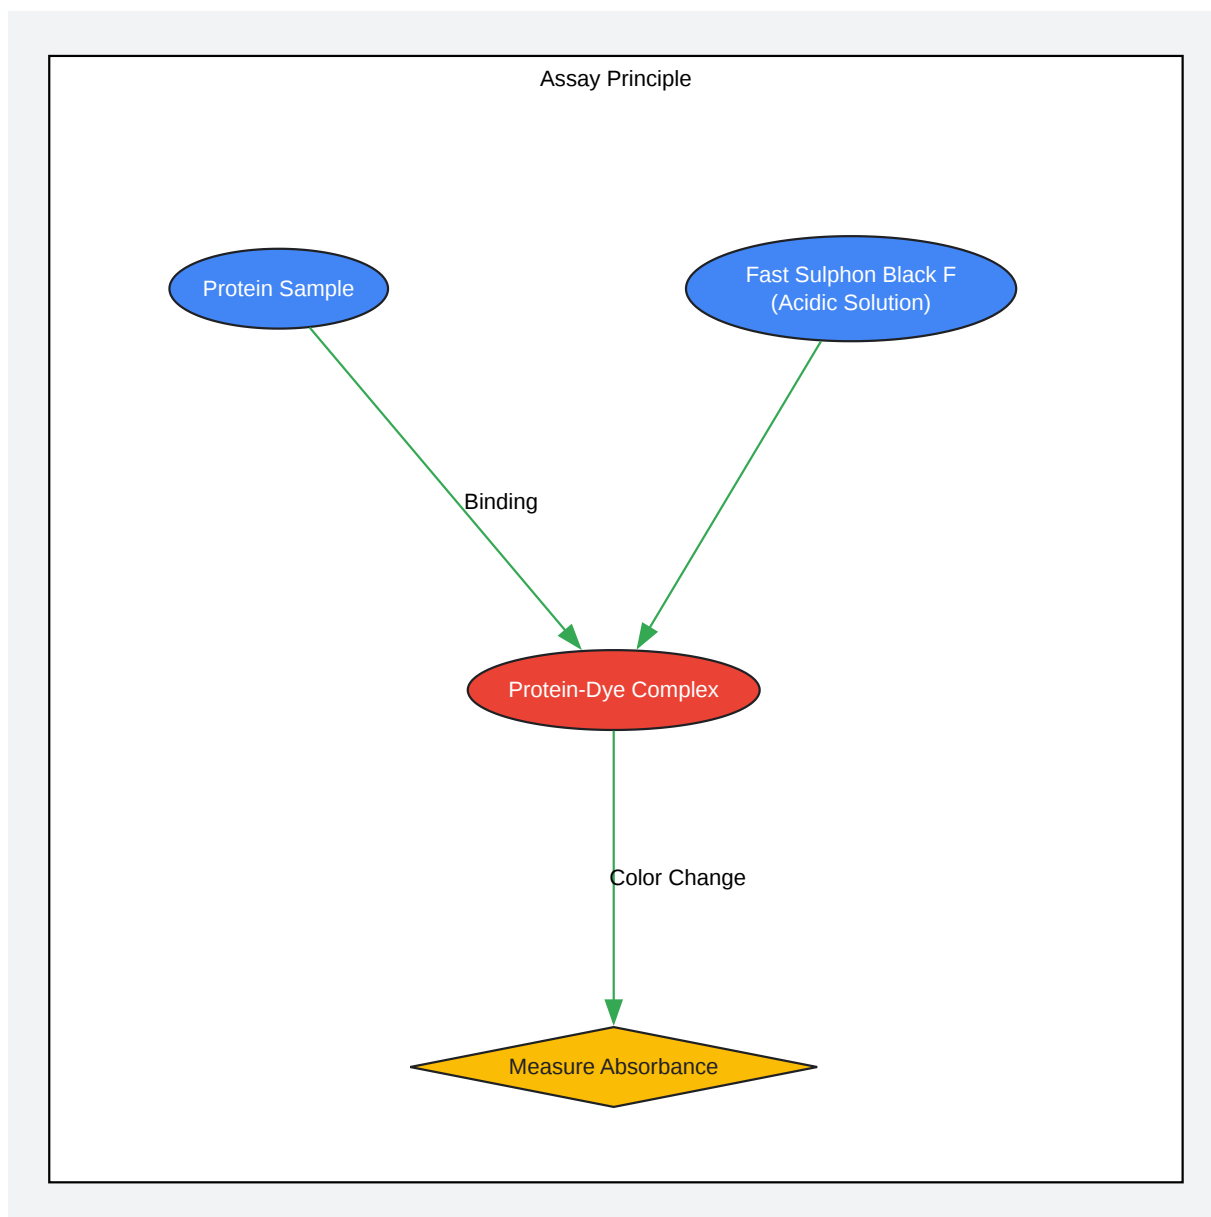 Assay Principle
Protein Sample
Fast Sulphon Black F
(Acidic Solution)
Binding
Protein-Dye Complex
Color Change
Measure Absorbance